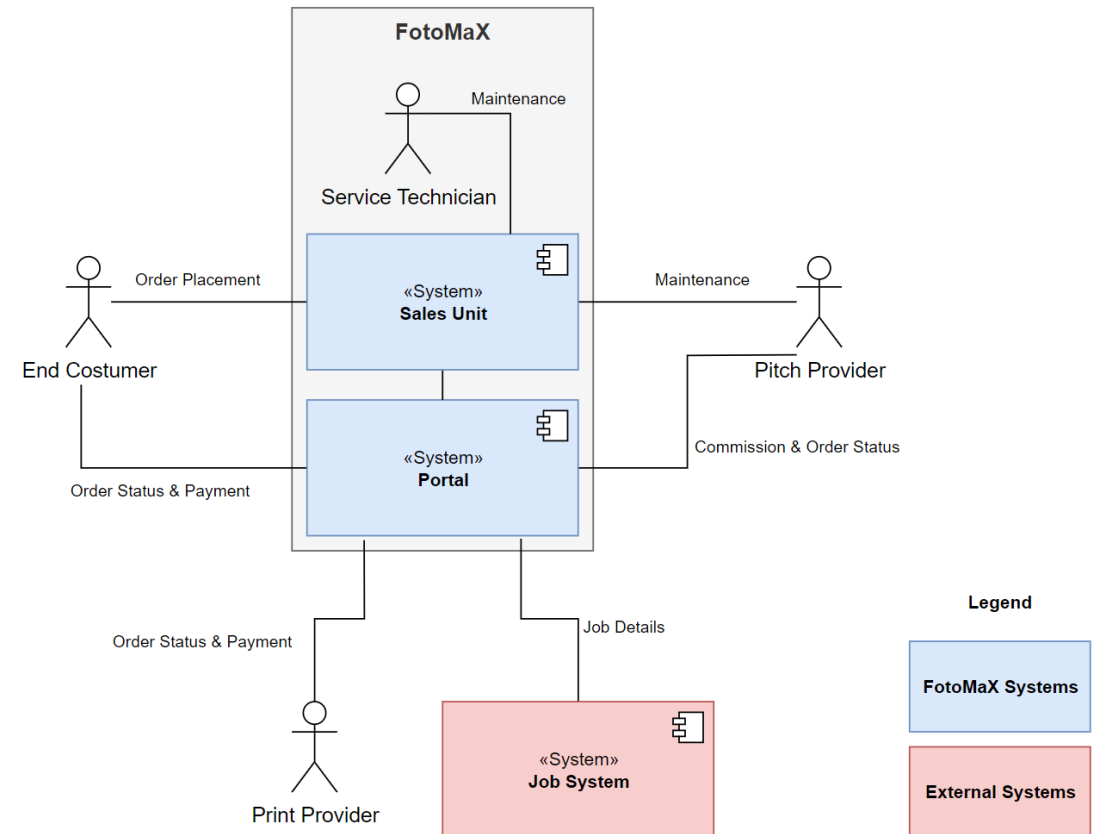 FotoMaX
Maintenance
Service Technician
Order Placement
«System»
Sales Unit
Maintenance
End Costumer
Pitch Provider
«System»
Portal
Commission & Order Status
Order Status & Payment
Legend
Order Status & Payment
Job Details
FotoMaX Systems
«System»
Job System
External Systems
Print Provider